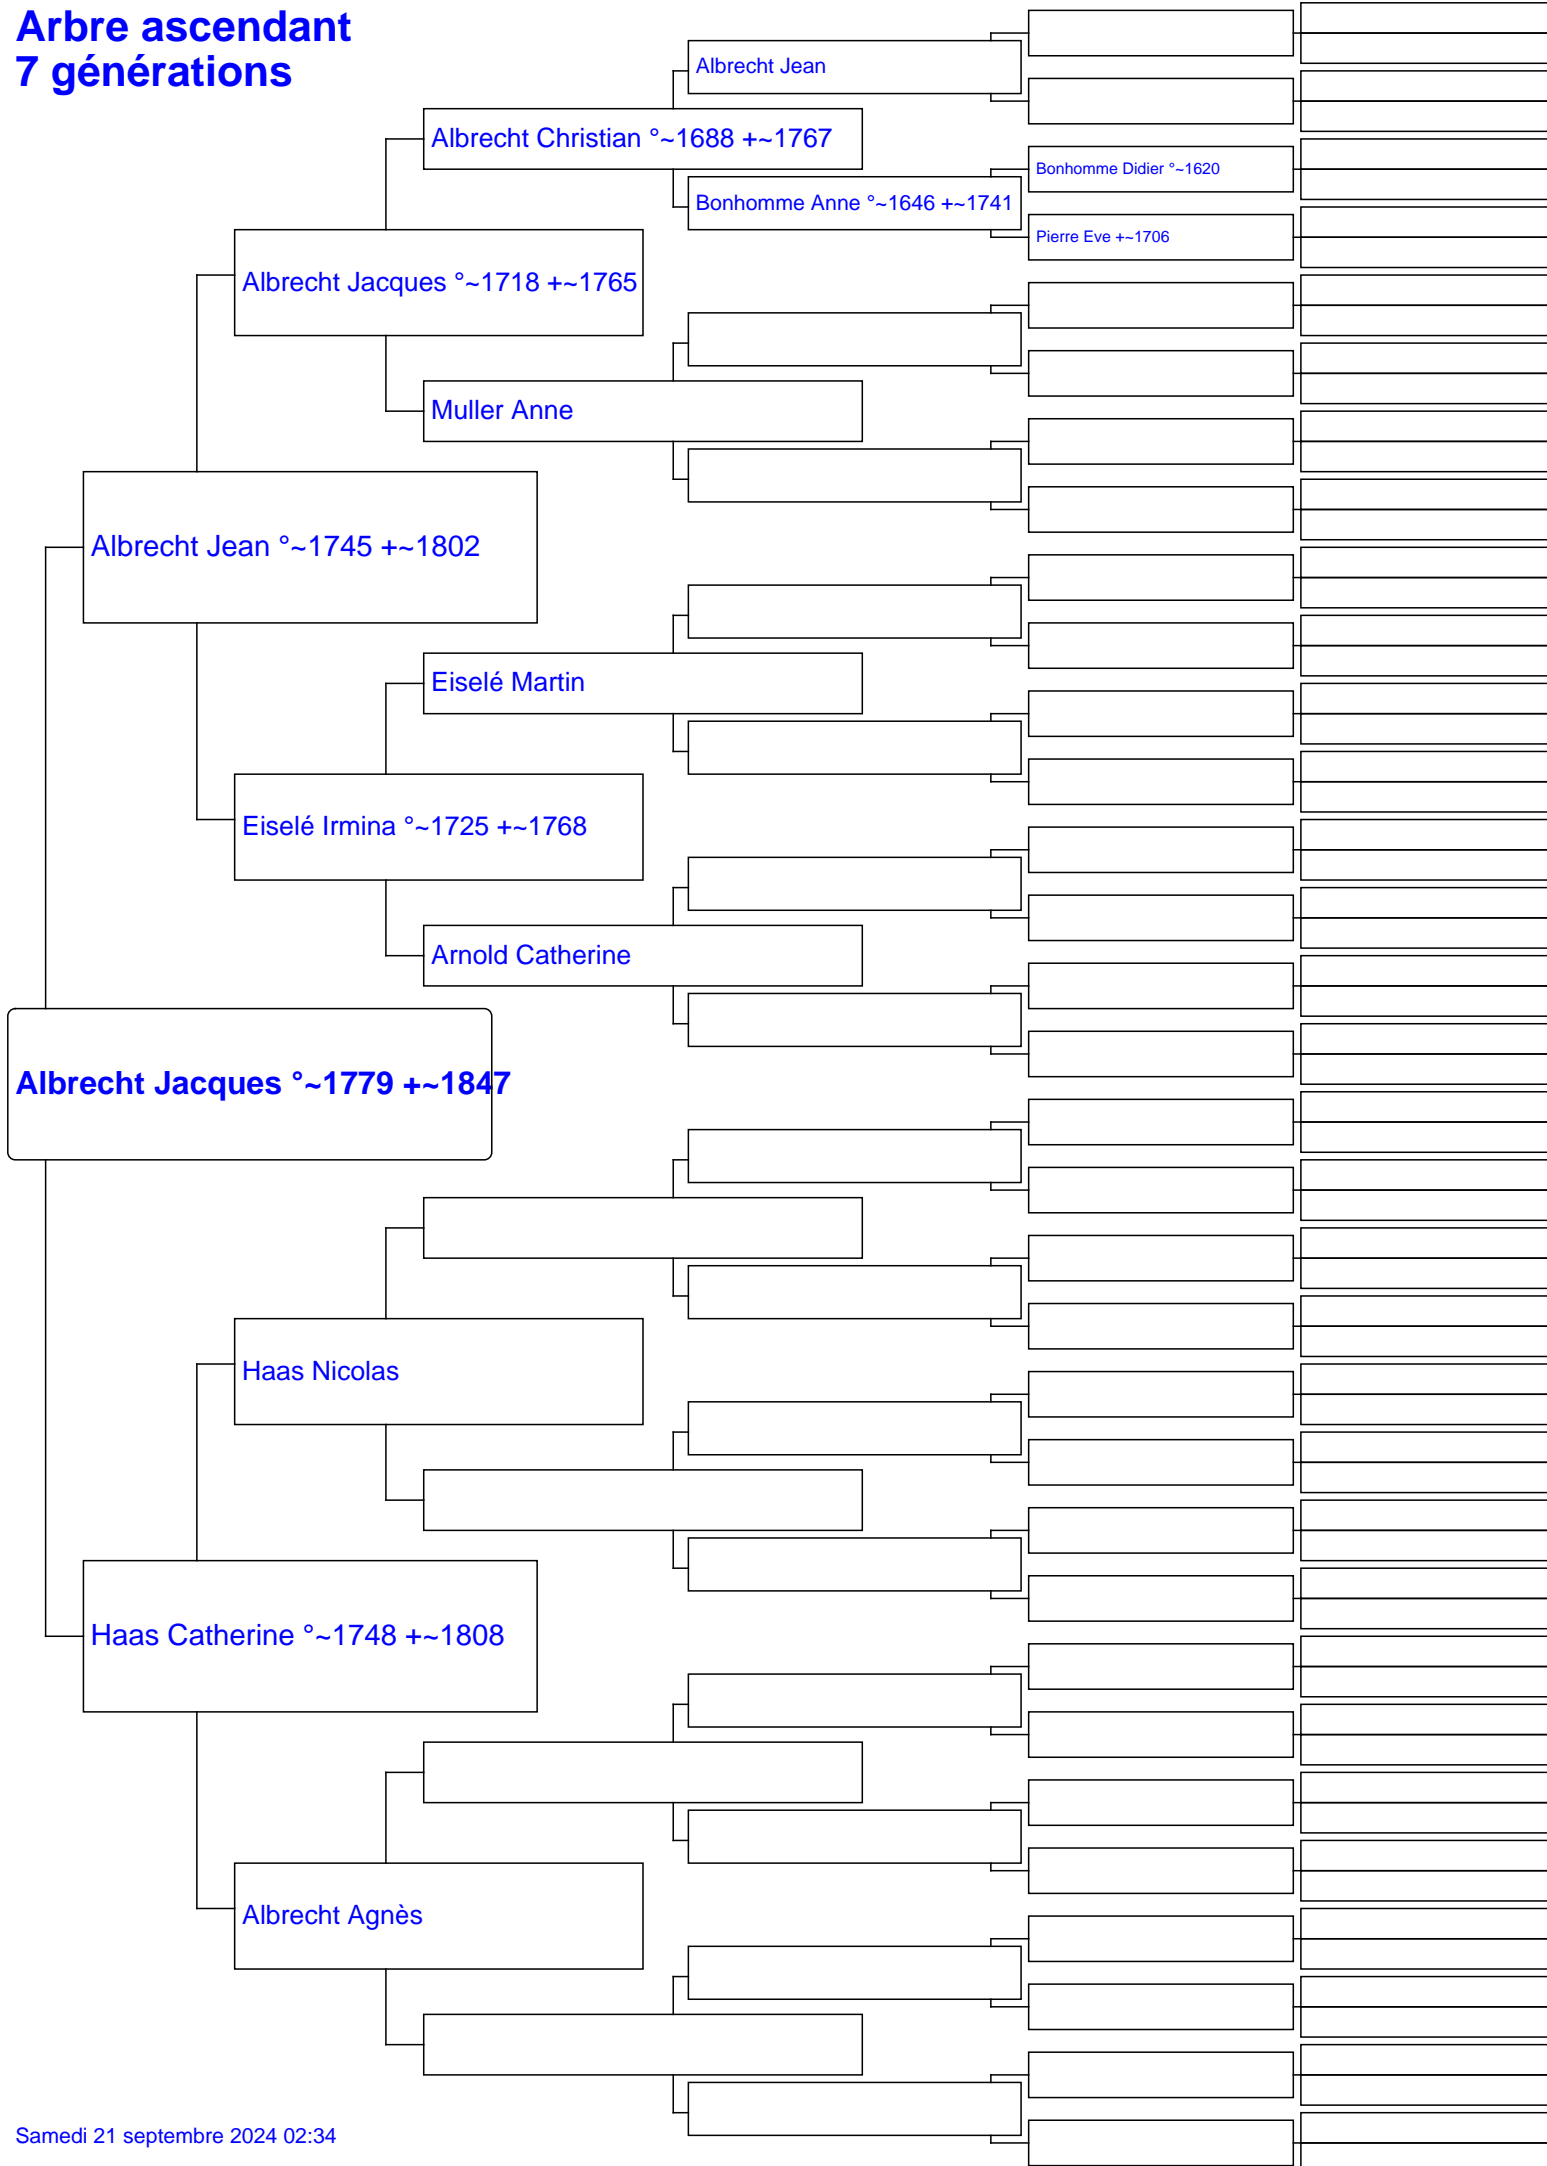 Arbre ascendant
7 générations
Albrecht Jean
Albrecht Christian °~1688 +~1767
Bonhomme Didier °~1620
Bonhomme Anne °~1646 +~1741
Pierre Eve +~1706
Albrecht Jacques °~1718 +~1765
Muller Anne
Albrecht Jean °~1745 +~1802
Eiselé Martin
Eiselé Irmina °~1725 +~1768
Arnold Catherine
Albrecht Jacques °~1779 +~1847
Haas Nicolas
Haas Catherine °~1748 +~1808
Albrecht Agnès
Samedi 21 septembre 2024 02:34